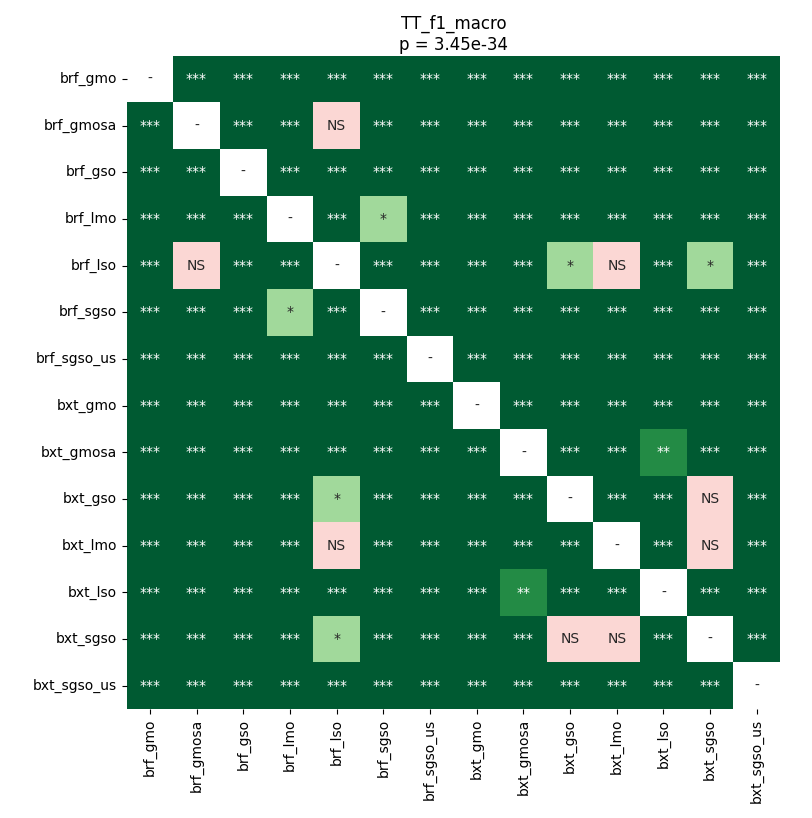 TT_f1_macro
p = 3.45e-34
brf_gmo - *** *** *** *** *** *** *** *** *** *** *** *** ***
brf_gmosa *** - *** *** NS *** *** *** *** *** *** *** *** ***
brf_gso *** *** - *** *** *** *** *** *** *** *** *** *** ***
brf_lmo *** *** *** - *** * *** *** *** *** *** *** *** ***
brf_lso *** NS *** *** - *** *** *** *** * NS *** * ***
brf_sgso *** *** *** * *** - *** *** *** *** *** *** *** ***
brf_sgso_us *** *** *** *** *** *** - *** *** *** *** *** *** ***
bxt_gmo *** *** *** *** *** *** *** - *** *** *** *** *** ***
bxt_gmosa *** *** *** *** *** *** *** *** - *** *** ** *** ***
bxt_gso *** *** *** *** * *** *** *** *** - *** *** NS ***
bxt_lmo *** *** *** *** NS *** *** *** *** *** - *** NS ***
bxt_lso *** *** *** *** *** *** *** *** ** *** *** - *** ***
bxt_sgso *** *** *** *** * *** *** *** *** NS NS *** - ***
bxt_sgso_us *** *** *** *** *** *** *** *** *** *** *** *** *** -
brf_gmo brf_gmosa brf_gso brf_lmo brf_lso brf_sgso brf_sgso_us bxt_gmo bxt_gmosa bxt_gso bxt_lmo bxt_lso bxt_sgso bxt_sgso_us